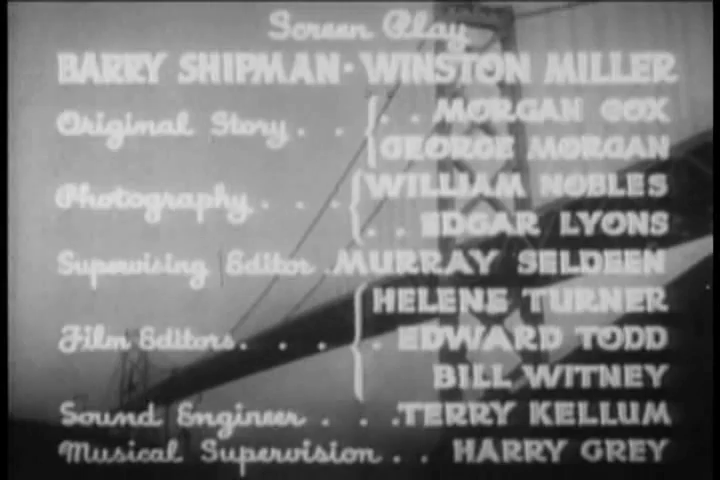 Screen Play
BARRY SHIPMAN · WINSTON MILLER
Original Story . . . . MORGAN COX
GEORGE MORGAN
Photography . . . WILLIAM NOBLES
. . EDGAR LYONS
Supervising Editor . MURRAY SELDEEN
HELENE TURNER
Film Editors . . . . EDWARD TODD
BILL WITNEY
Sound Engineer . . . TERRY KELLUM
Musical Supervision . . HARRY GREY